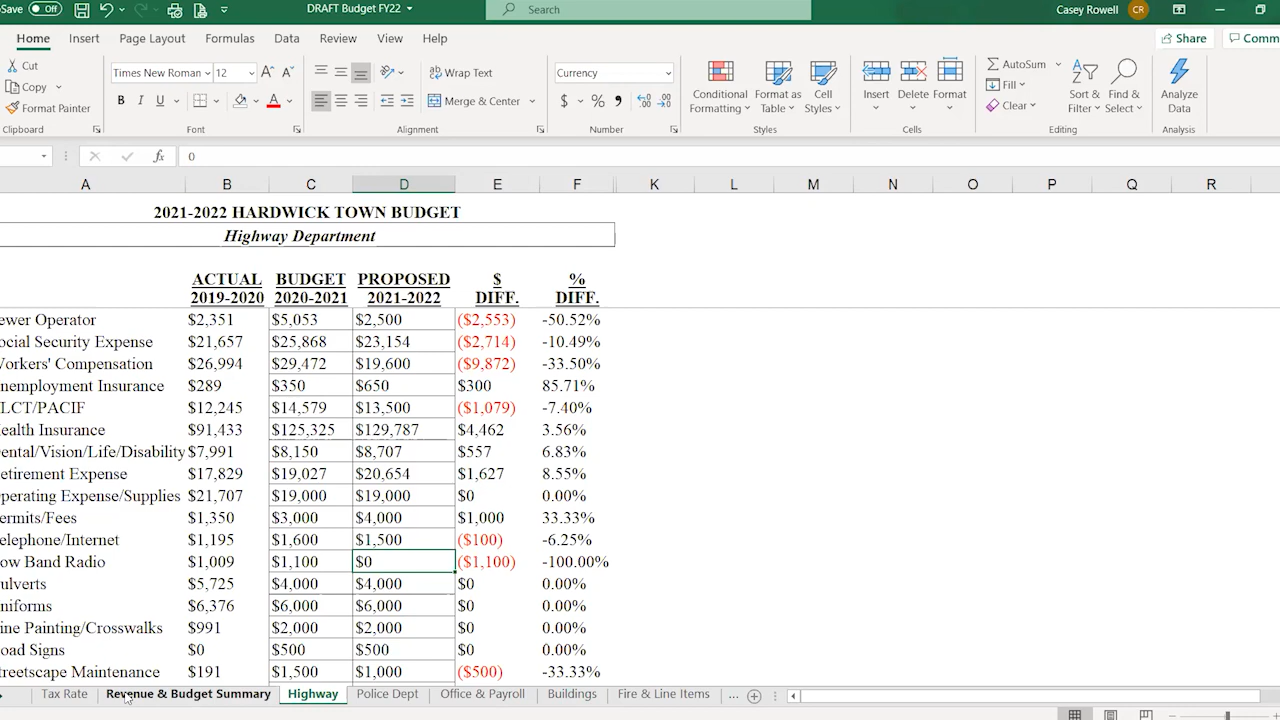 Save Off DRAFT Budget FY22 Search Casey Rowell CR
Home Insert Page Layout Formulas Data Review View Help Share Comm
Cut
Copy
Format Painter
Clipboard
Times New Roman 12
B I U
Font
Wrap Text
Merge & Center
Alignment
Currency
$ % 9
Number
Conditional Formatting
Format as Table
Cell Styles
Styles
Insert Delete Format
Cells
AutoSum
Fill
Clear
Sort & Filter
Find & Select
Editing
Analyze Data
Analysis
fx 0
A B C D E F K L M N O P Q R
2021-2022 HARDWICK TOWN BUDGET
Highway Department
ACTUAL BUDGET PROPOSED $ %
2019-2020 2020-2021 2021-2022 DIFF. DIFF.
ewer Operator $2,351 $5,053 $2,500 ($2,553) -50.52%
ocial Security Expense $21,657 $25,868 $23,154 ($2,714) -10.49%
Vorkers' Compensation $26,994 $29,472 $19,600 ($9,872) -33.50%
nemployment Insurance $289 $350 $650 $300 85.71%
LCT/PACIF $12,245 $14,579 $13,500 ($1,079) -7.40%
ealth Insurance $91,433 $125,325 $129,787 $4,462 3.56%
ental/Vision/Life/Disability $7,991 $8,150 $8,707 $557 6.83%
etirement Expense $17,829 $19,027 $20,654 $1,627 8.55%
perating Expense/Supplies $21,707 $19,000 $19,000 $0 0.00%
ermits/Fees $1,350 $3,000 $4,000 $1,000 33.33%
elephone/Internet $1,195 $1,600 $1,500 ($100) -6.25%
ow Band Radio $1,009 $1,100 $0 ($1,100) -100.00%
ulverts $5,725 $4,000 $4,000 $0 0.00%
niforms $6,376 $6,000 $6,000 $0 0.00%
ine Painting/Crosswalks $991 $2,000 $2,000 $0 0.00%
oad Signs $0 $500 $500 $0 0.00%
treetscape Maintenance $191 $1,500 $1,000 ($500) -33.33%
Tax Rate Revenue & Budget Summary Highway Police Dept Office & Payroll Buildings Fire & Line Items ...